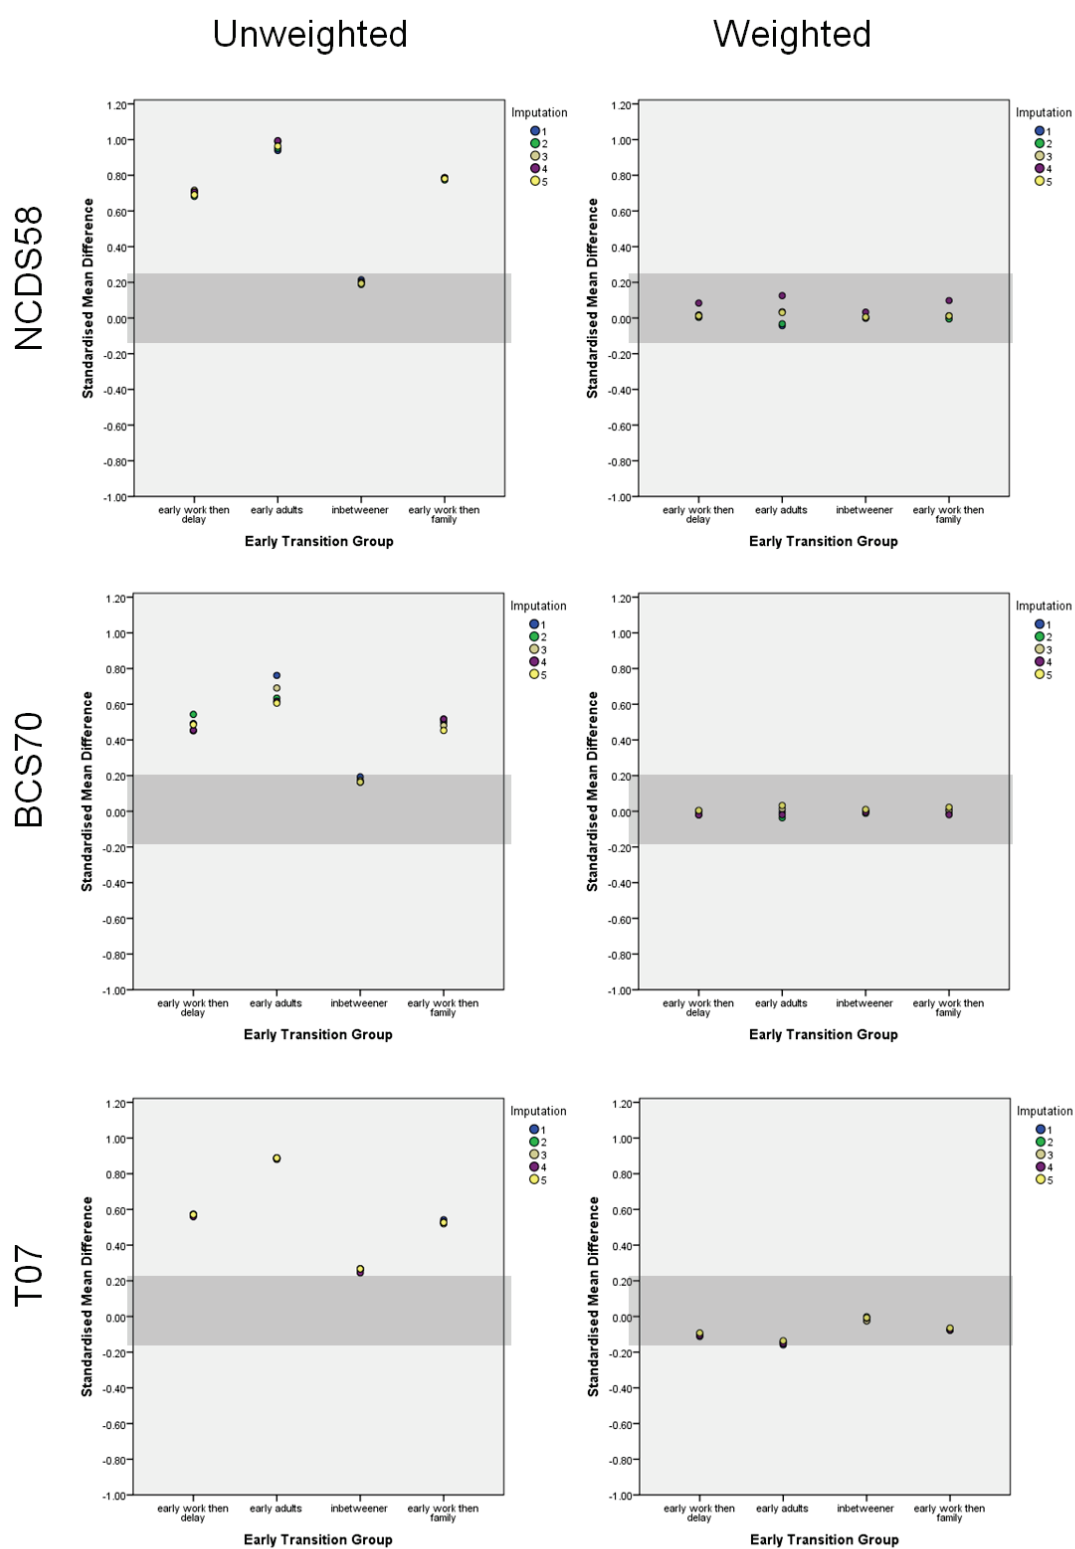 Unweighted
Weighted
NCDS58
Standardised Mean Difference
1.20
1.00
0.80
0.60
0.40
0.20
0.00
-0.20
-0.40
-0.60
-0.80
-1.00
early work then
delay
early adults
inbetweener
early work then
family
Early Transition Group
Imputation
1
2
3
4
5
Standardised Mean Difference
1.20
1.00
0.80
0.60
0.40
0.20
0.00
-0.20
-0.40
-0.60
-0.80
-1.00
early work then
delay
early adults
inbetweener
early work then
family
Early Transition Group
Imputation
1
2
3
4
5
BCS70
Standardised Mean Difference
1.20
1.00
0.80
0.60
0.40
0.20
0.00
-0.20
-0.40
-0.60
-0.80
-1.00
early work then
delay
early adults
inbetweener
early work then
family
Early Transition Group
Imputation
1
2
3
4
5
Standardised Mean Difference
1.20
1.00
0.80
0.60
0.40
0.20
0.00
-0.20
-0.40
-0.60
-0.80
-1.00
early work then
delay
early adults
inbetweener
early work then
family
Early Transition Group
Imputation
1
2
3
4
5
T07
Standardised Mean Difference
1.20
1.00
0.80
0.60
0.40
0.20
0.00
-0.20
-0.40
-0.60
-0.80
-1.00
early work then
delay
early adults
inbetweener
early work then
family
Early Transition Group
Imputation
1
2
3
4
5
Standardised Mean Difference
1.20
1.00
0.80
0.60
0.40
0.20
0.00
-0.20
-0.40
-0.60
-0.80
-1.00
early work then
delay
early adults
inbetweener
early work then
family
Early Transition Group
Imputation
1
2
3
4
5